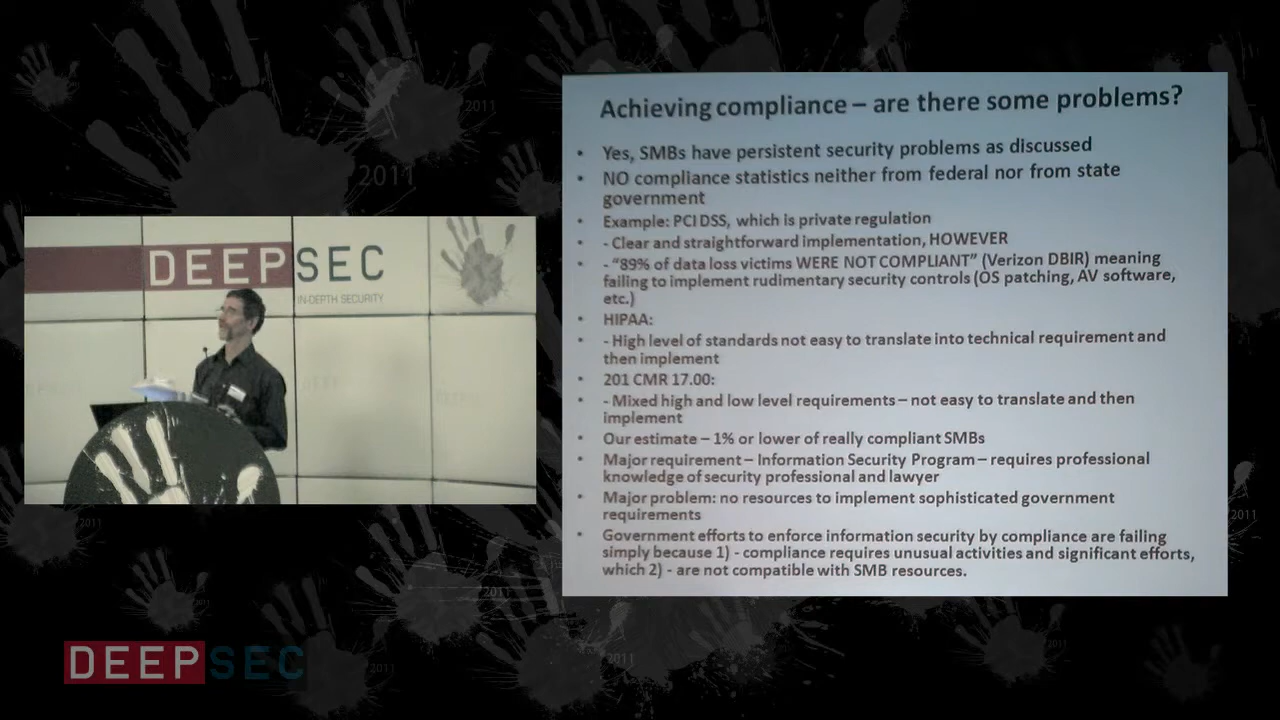 2011
2011
DEEPSEC
IN-DEPTH SECURITY
Achieving compliance – are there some problems?
• Yes, SMBs have persistent security problems as discussed
• NO compliance statistics neither from federal nor from state
government
• Example: PCI DSS, which is private regulation
• - Clear and straightforward implementation, HOWEVER
• - “89% of data loss victims WERE NOT COMPLIANT” (Verizon DBIR) meaning
failing to implement rudimentary security controls (OS patching, AV software,
etc.)
• HIPAA:
• - High level of standards not easy to translate into technical requirement and
then implement
• 201 CMR 17.00:
• - Mixed high and low level requirements – not easy to translate and then
implement
• Our estimate – 1% or lower of really compliant SMBs
• Major requirement – Information Security Program – requires professional
knowledge of security professional and lawyer
• Major problem: no resources to implement sophisticated government
requirements
• Government efforts to enforce information security by compliance are failing
simply because 1) - compliance requires unusual activities and significant efforts,
which 2) - are not compatible with SMB resources.
2011
2011
2011
2011
2011
2011
DEEPSEC